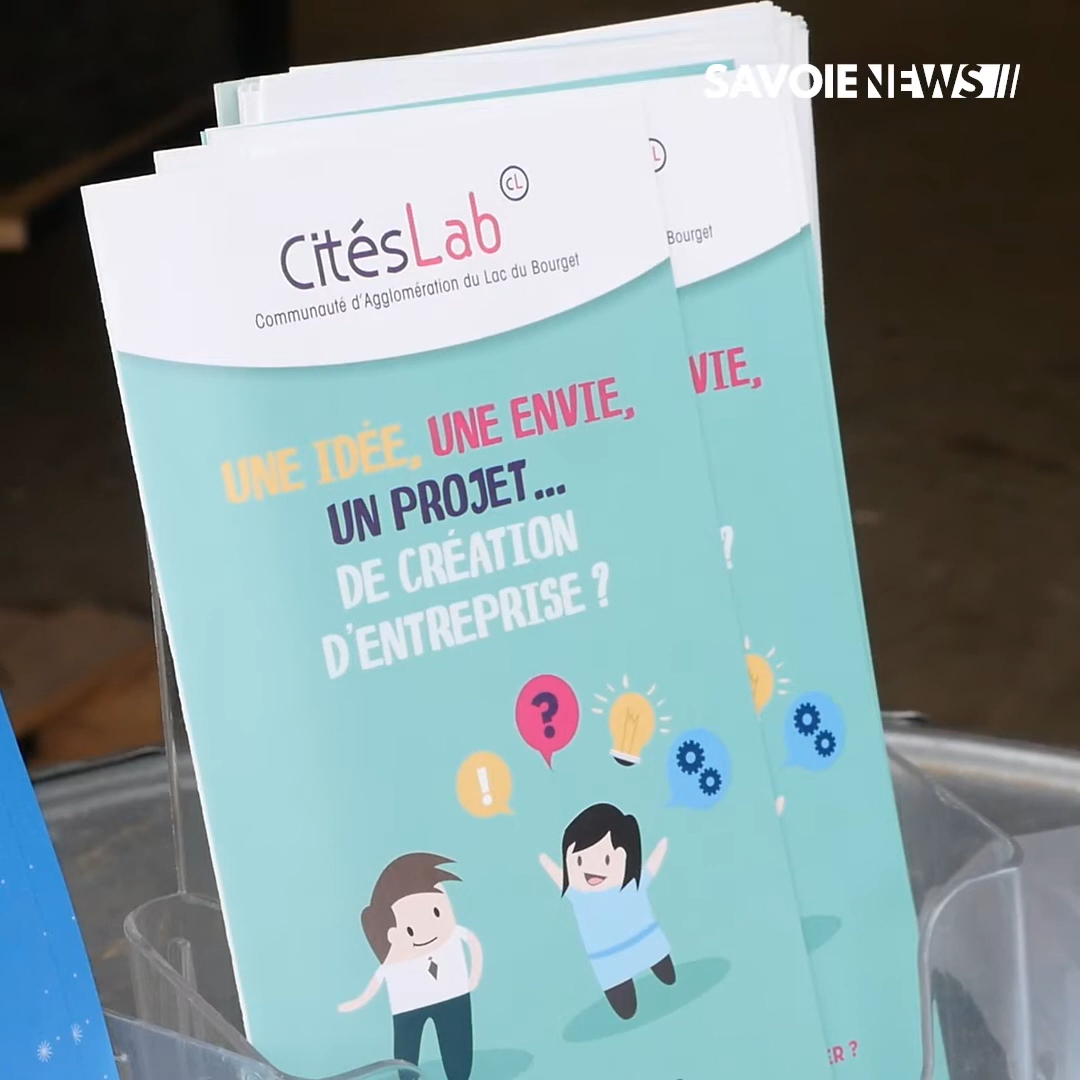 SAVOIE NEWS
CitésLab CL
Communauté d'Agglomération du Lac du Bourget
UNE IDÉE, UNE ENVIE,
UN PROJET...
DE CRÉATION
D'ENTREPRISE ?
!
?
L
Bourget
VIE,
?
ER ?